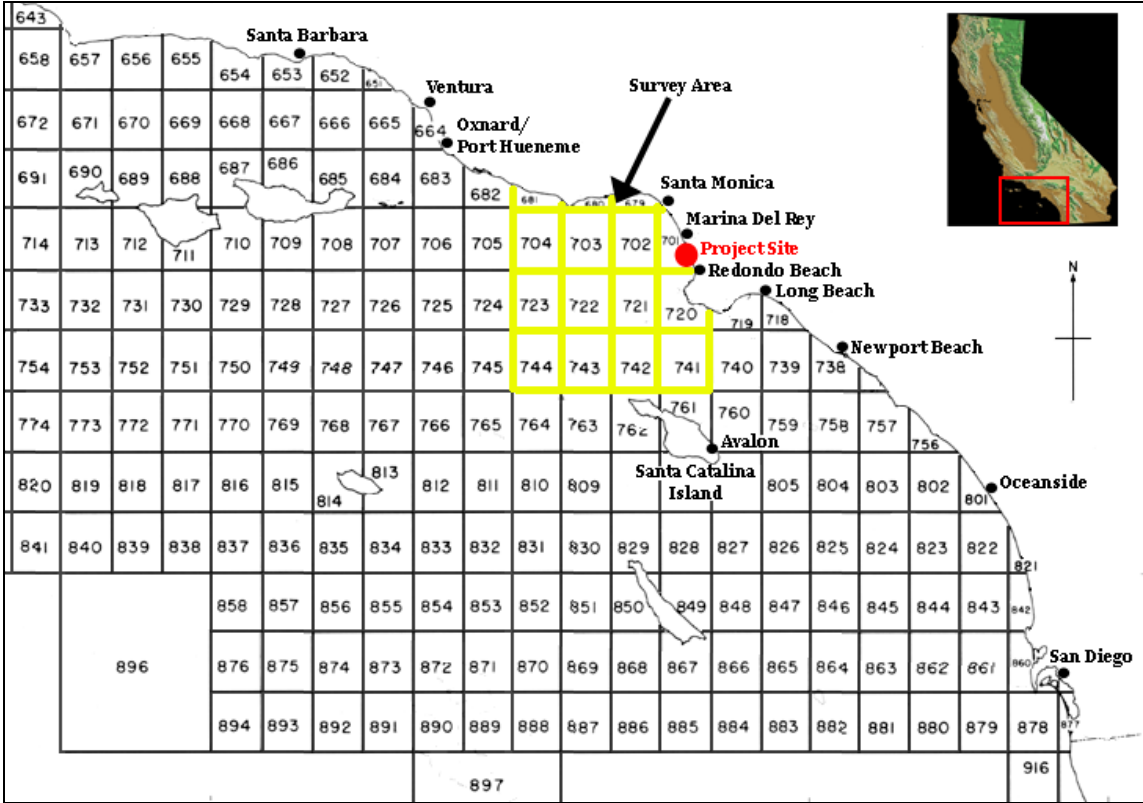 643
Santa Barbara
658 657 656 655 654 653 652 651
Survey Area
Ventura
672 671 670 669 668 667 666 665 664
Oxnard/
Port Hueneme
691 690 689 688 687 686 685 684 683 682 681 680 679
Santa Monica
Marina Del Rey
714 713 712 711 710 709 708 707 706 705 704 703 702 701
Project Site
Redondo Beach
Long Beach
N
733 732 731 730 729 728 727 726 725 724 723 722 721 720 719 718
Newport Beach
754 753 752 751 750 749 748 747 746 745 744 743 742 741 740 739 738
774 773 772 771 770 769 768 767 766 765 764 763 762 761 760 759 758 757 756
Avalon
Santa Catalina
Island
820 819 818 817 816 815 814 813 812 811 810 809 805 804 803 802 801
Oceanside
841 840 839 838 837 836 835 834 833 832 831 830 829 828 827 826 825 824 823 822 821
858 857 856 855 854 853 852 851 850 849 848 847 846 845 844 843 842
896 876 875 874 873 872 871 870 869 868 867 866 865 864 863 862 861 860
San Diego
894 893 892 891 890 889 888 887 886 885 884 883 882 881 880 879 878 877
897 916